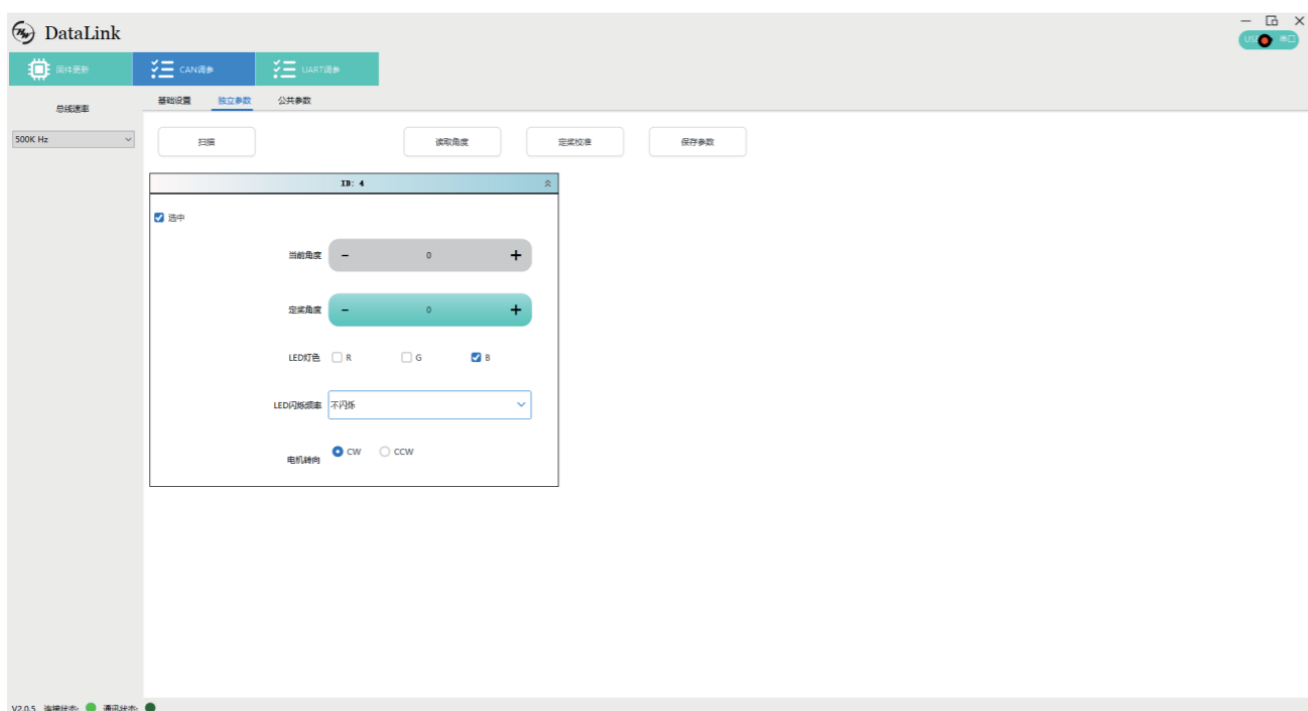 DataLink
串口
固件更新
CAN调参
UART调参
总线速率
基础设置
独立参数
公共参数
500K Hz
扫描
读取角度
定桨校准
保存参数
ID: 4
选中
当前角度
-
0
+
定桨角度
-
0
+
LED灯色
R
G
B
LED闪烁频率
不闪烁
电机转向
CW
CCW
V2.0.5
连接状态:
通讯状态: